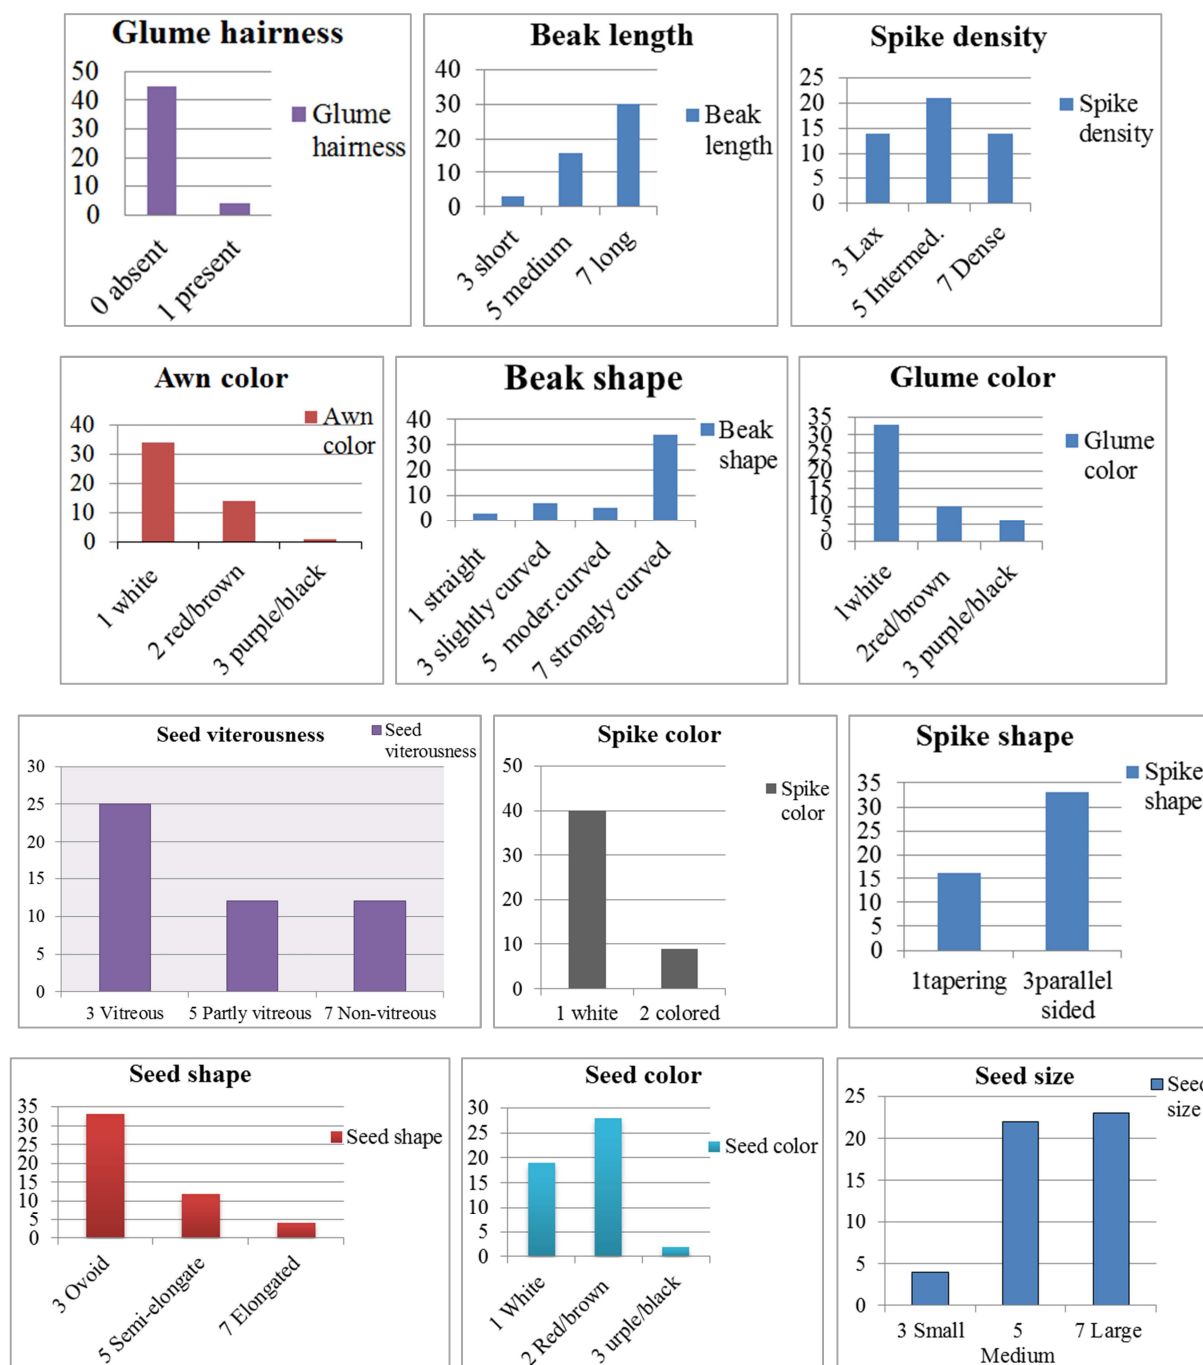 Glume hairness
50
40
30
20
10
0
0 absent
1 present
Glume
hairness
Beak length
40
30
20
10
0
3 short
5 medium
7 long
Beak
length
Spike density
25
20
15
10
5
0
3 Lax
5 Intermed.
7 Dense
Spike
density
Awn color
40
30
20
10
0
1 white
2 red/brown
3 purple/black
Awn
color
Beak shape
40
30
20
10
0
1 straight
3 slightly curved
5 moder.curved
7 strongly curved
Beak
shape
Glume color
35
30
25
20
15
10
5
0
1white
2red/brown
3 purple/black
Glume
color
Seed viterousness
Seed
viterousness
30
25
20
15
10
5
0
3 Vitreous
5 Partly vitreous
7 Non-vitreous
Spike color
50
40
30
20
10
0
1 white
2 colored
Spike
color
Spike shape
35
30
25
20
15
10
5
0
1tapering
3parallel
sided
Spike
shape
Seed shape
35
30
25
20
15
10
5
0
3 Ovoid
5 Semi-elongate
7 Elongated
Seed shape
Seed color
30
25
20
15
10
5
0
1 White
2 Red/brown
3 urple/black
Seed color
Seed size
25
20
15
10
5
0
3 Small
5
Medium
7 Large
Seed
size